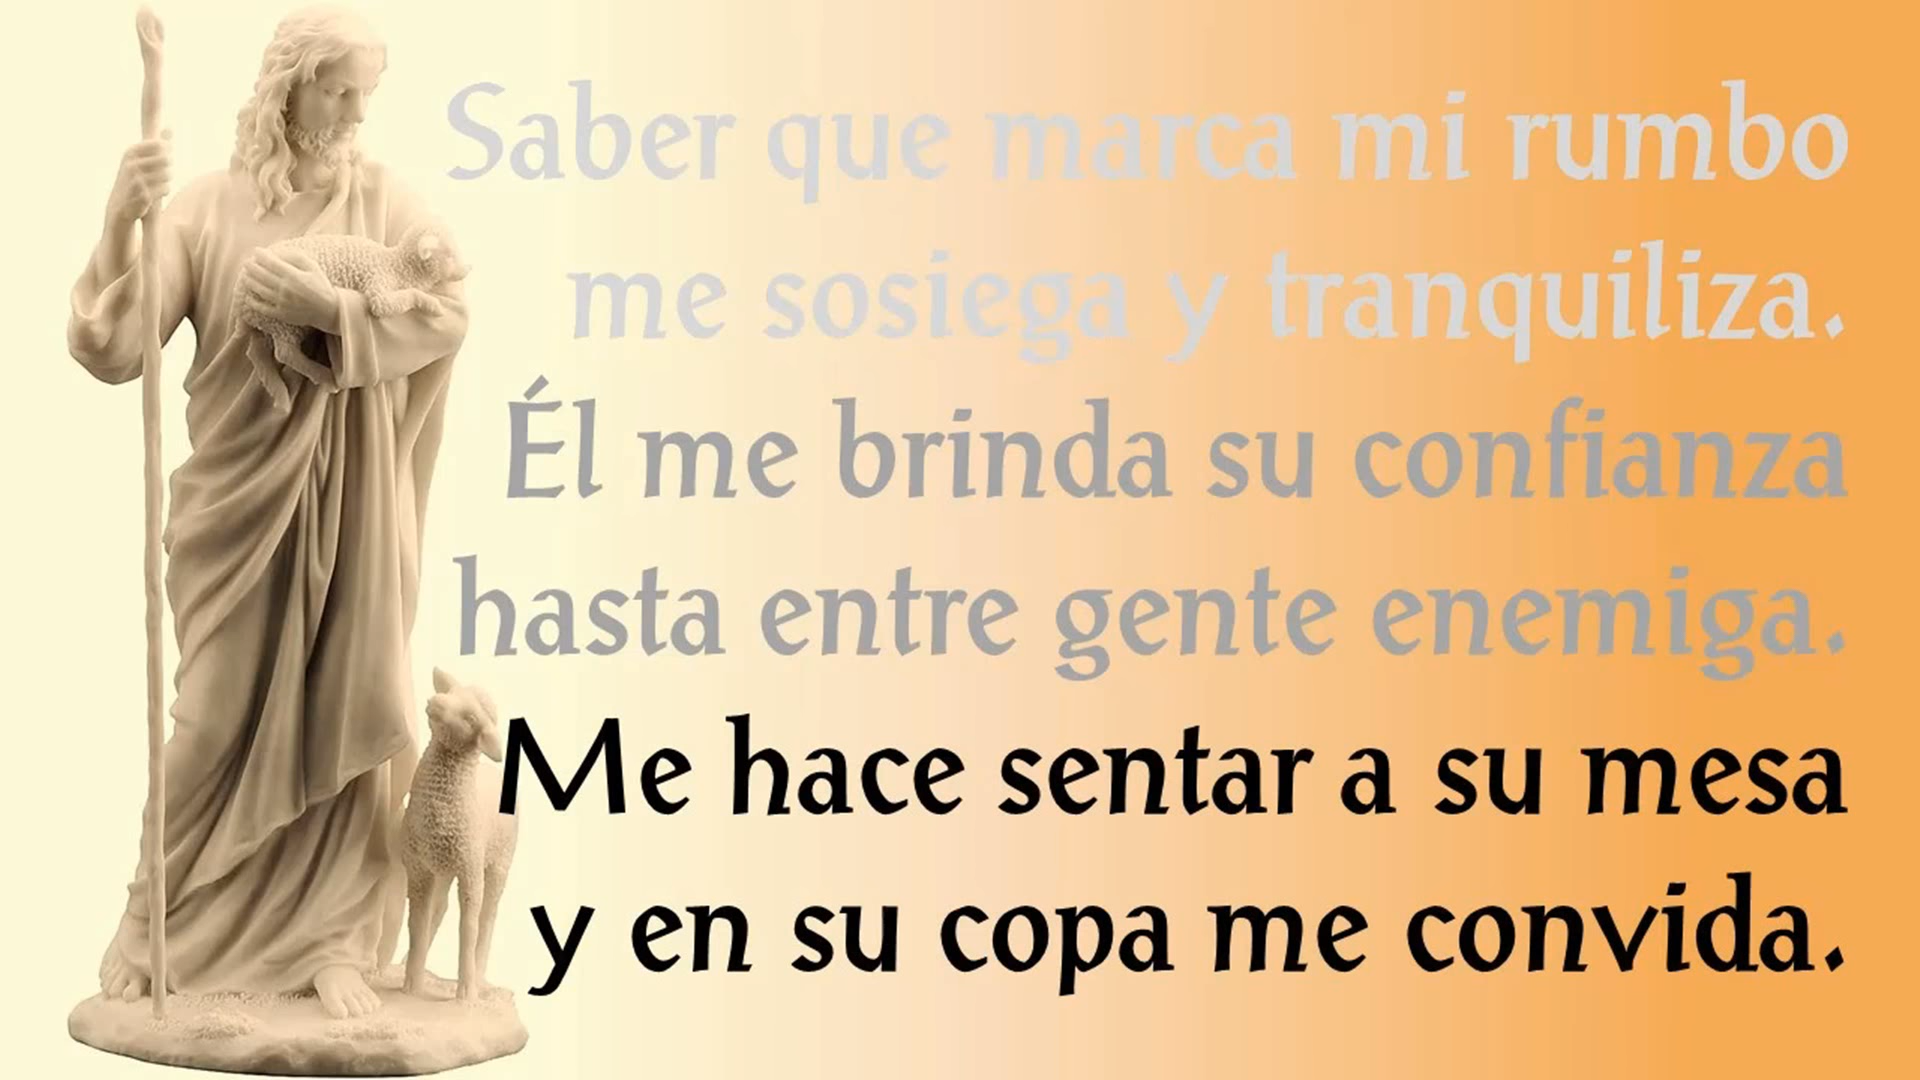 Saber que marca mi rumbo
me sosiega y tranquiliza.
Él me brinda su confianza
hasta entre gente enemiga.
Me hace sentar a su mesa
y en su copa me convida.